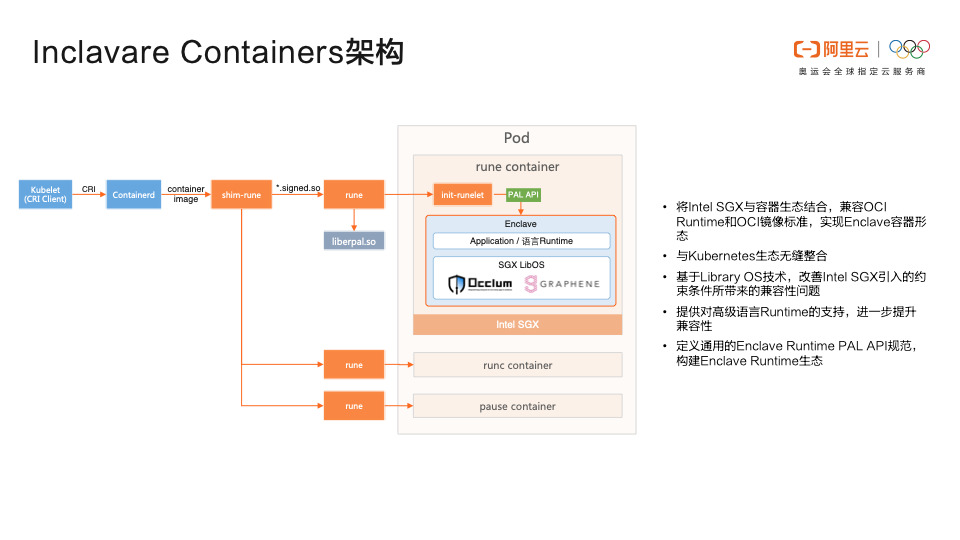 Inclavare Containers架构
阿里云
奥运会全球指定云服务商
Pod
rune container
Kubelet
(CRI Client)
CRI
Containerd
container
image
shim-rune
*.signed.so
rune
init-runelet
PAL API
liberpal.so
Enclave
Application / 语言Runtime
SGX LibOS
Occlum
GRAPHENE
Intel SGX
rune
runc container
rune
pause container
• 将Intel SGX与容器生态结合，兼容OCI
Runtime和OCI镜像标准，实现Enclave容器形
态
• 与Kubernetes生态无缝整合
• 基于Library OS技术，改善Intel SGX引入的约
束条件所带来的兼容性问题
• 提供对高级语言Runtime的支持，进一步提升
兼容性
• 定义通用的Enclave Runtime PAL API规范，
构建Enclave Runtime生态